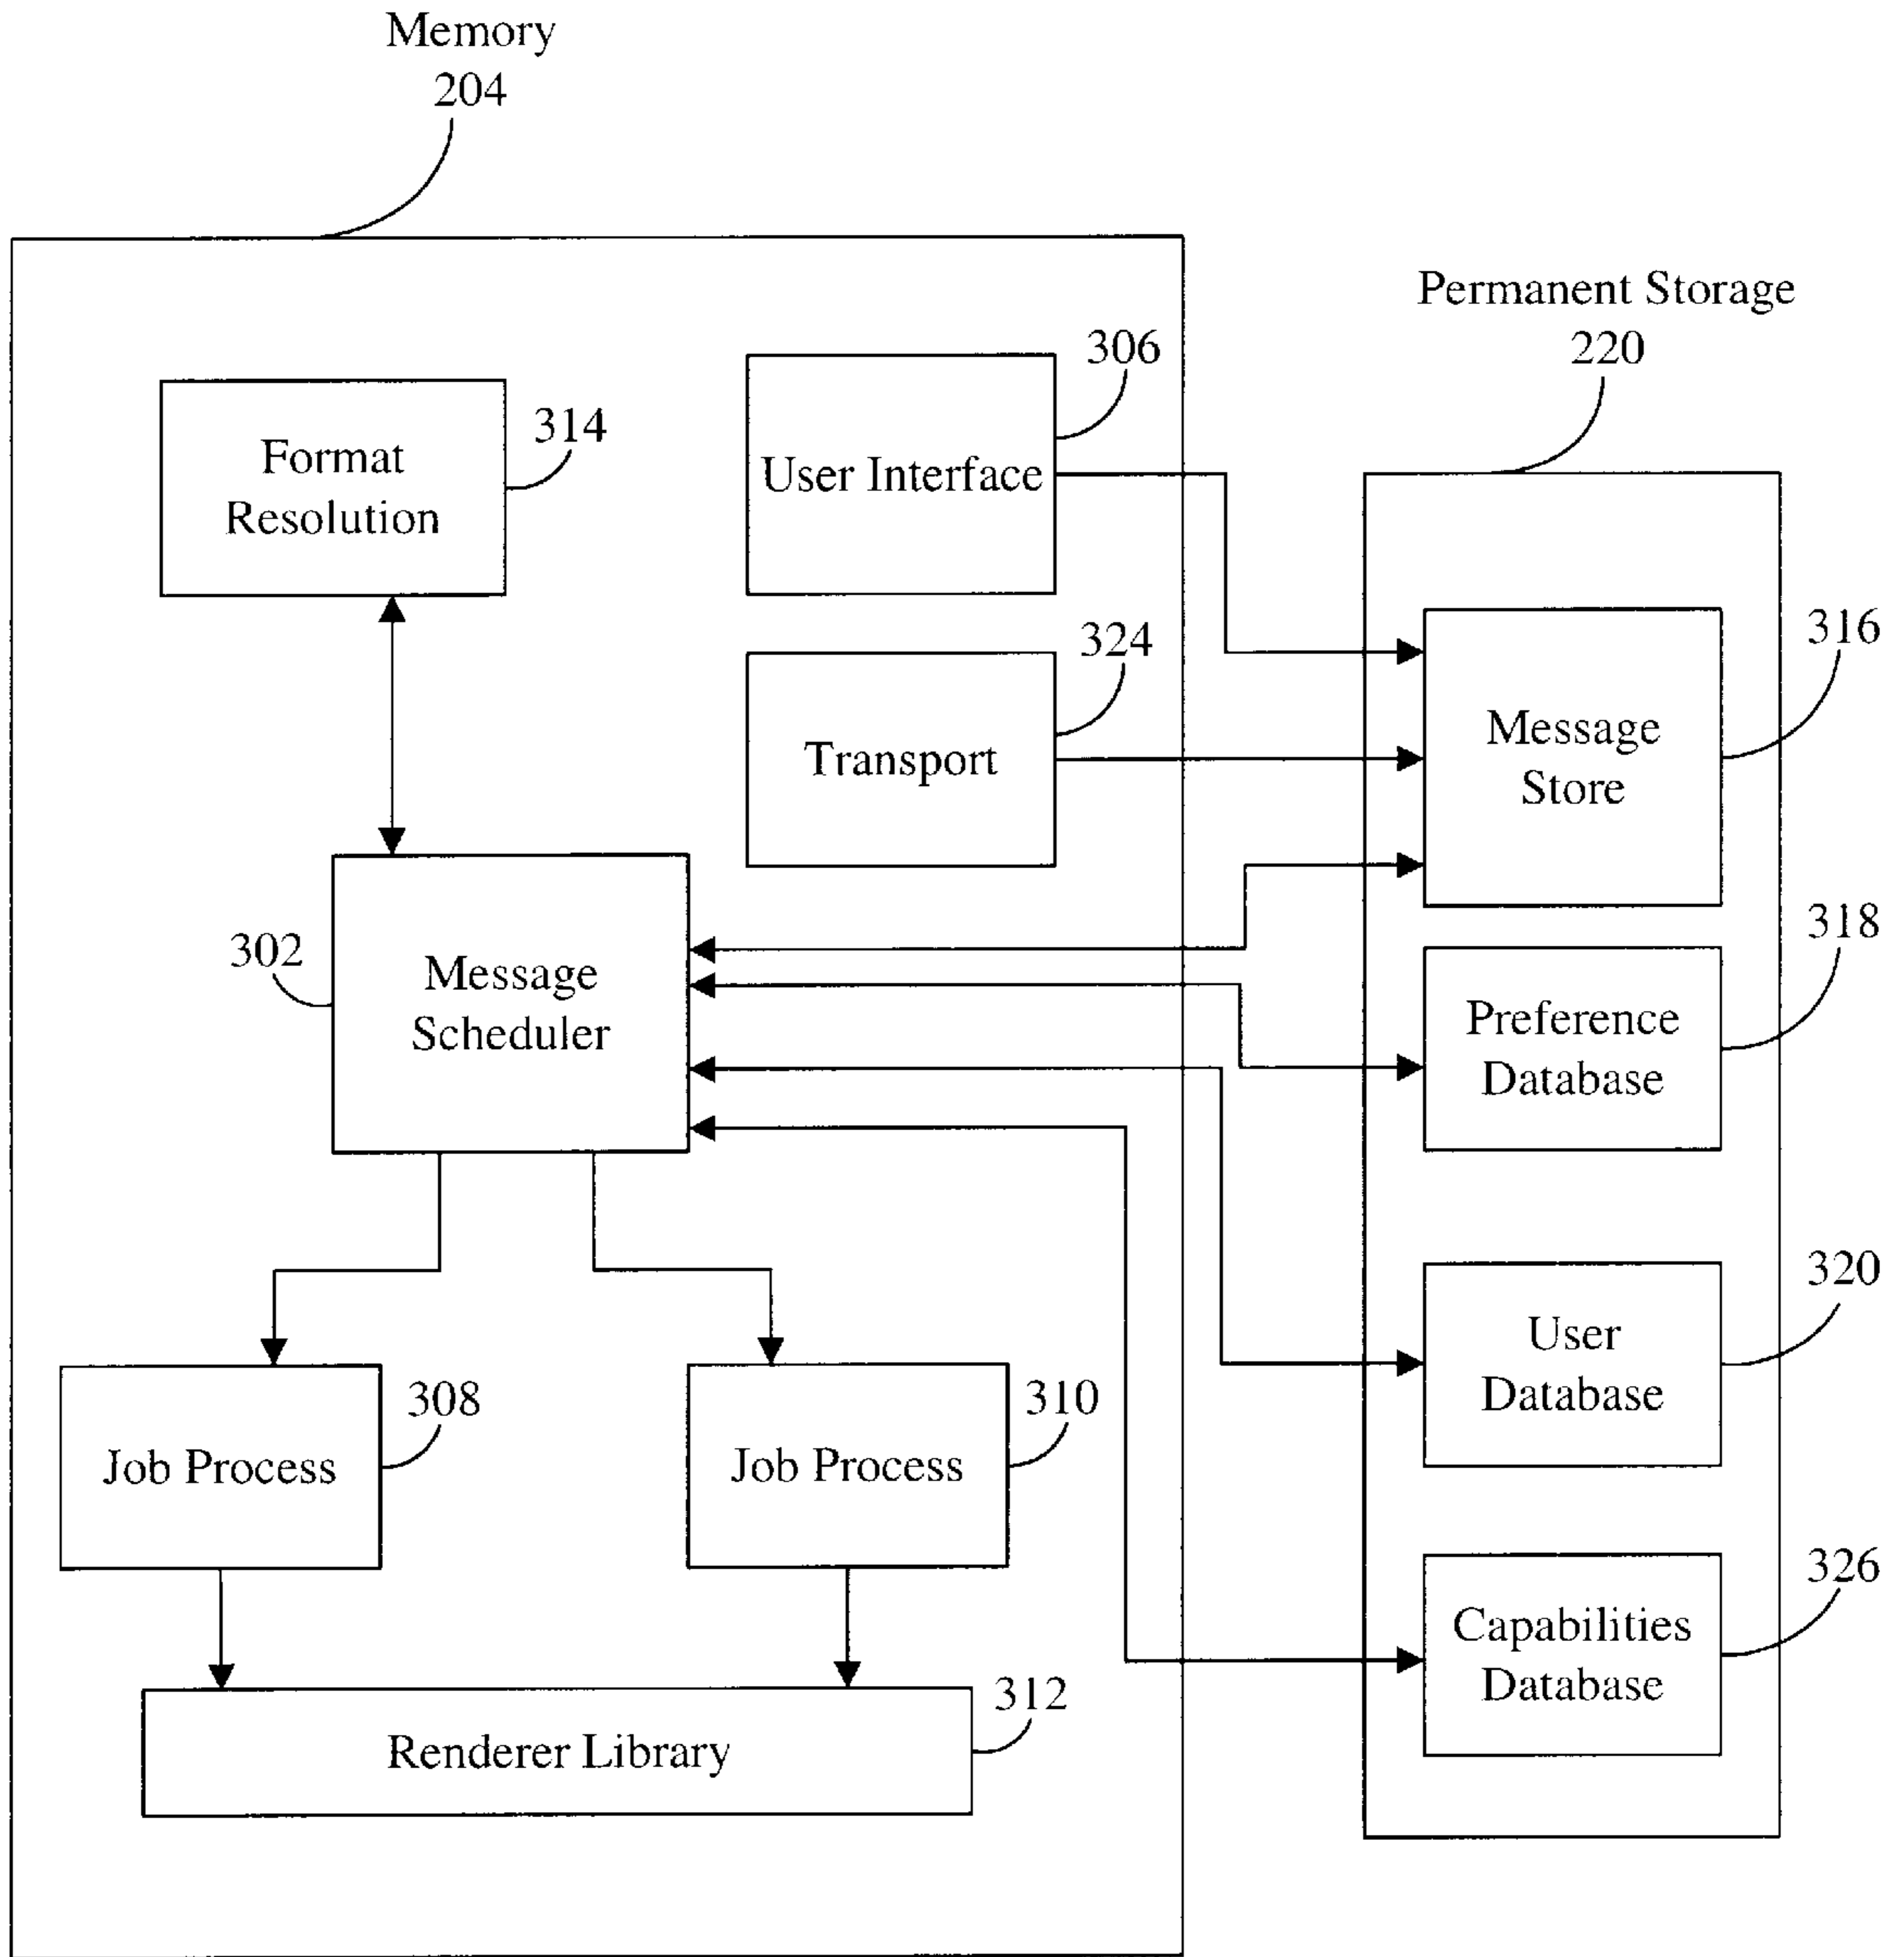 Memory
204
Permanent Storage
220
306
User Interface
314
Format
Resolution
324
Transport
316
Message
Store
302
Message
Scheduler
318
Preference
Database
320
User
Database
308
Job Process
310
Job Process
326
Capabilities
Database
312
Renderer Library